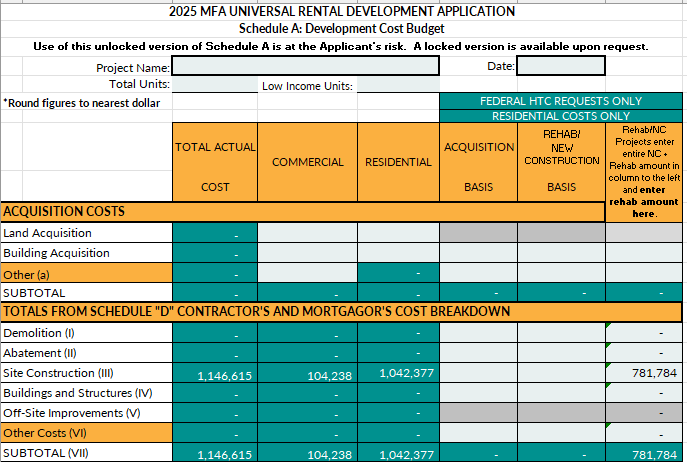 2025 MFA UNIVERSAL RENTAL DEVELOPMENT APPLICATION
Schedule A: Development Cost Budget
Use of this unlocked version of Schedule A is at the Applicant's risk. A locked version is available upon request.
Project Name: Date:
Total Units: Low Income Units:
*Round figures to nearest dollar FEDERAL HTC REQUESTS ONLY
RESIDENTIAL COSTS ONLY
TOTAL ACTUAL COST
COMMERCIAL
RESIDENTIAL
ACQUISITION BASIS
REHAB/ NEW CONSTRUCTION BASIS
Rehab/NC
Projects enter
entire NC +
Rehab amount in
column to the left
and enter
rehab amount
here.
ACQUISITION COSTS
Land Acquisition -
Building Acquisition -
Other (a) - -
SUBTOTAL - - - - - -
TOTALS FROM SCHEDULE "D" CONTRACTOR'S AND MORTGAGOR'S COST BREAKDOWN
Demolition (I) - - - -
Abatement (II) - - - -
Site Construction (III) 1,146,615 104,238 1,042,377 781,784
Buildings and Structures (IV) - - - -
Off-Site Improvements (V) - - - -
Other Costs (VI) - - - -
SUBTOTAL (VII) 1,146,615 104,238 1,042,377 - - 781,784